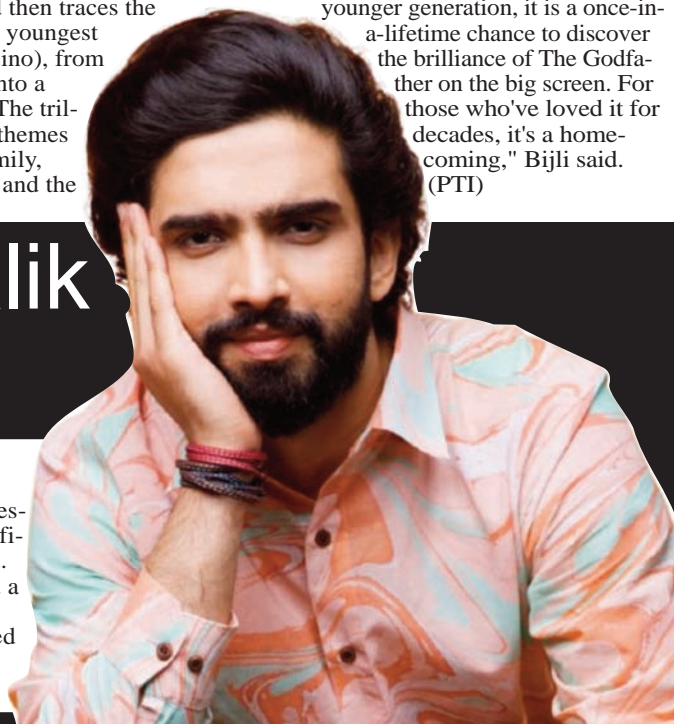 then traces the
youngest
ino), from
nto a
The tril-
themes
mily,
and the
younger generation, it is a once-in-
a-lifetime chance to discover
the brilliance of The Godfa-
ther on the big screen. For
those who've loved it for
decades, it's a home-
coming," Bijli said.
(PTI)
lik
es-
fi-
.
a
ed